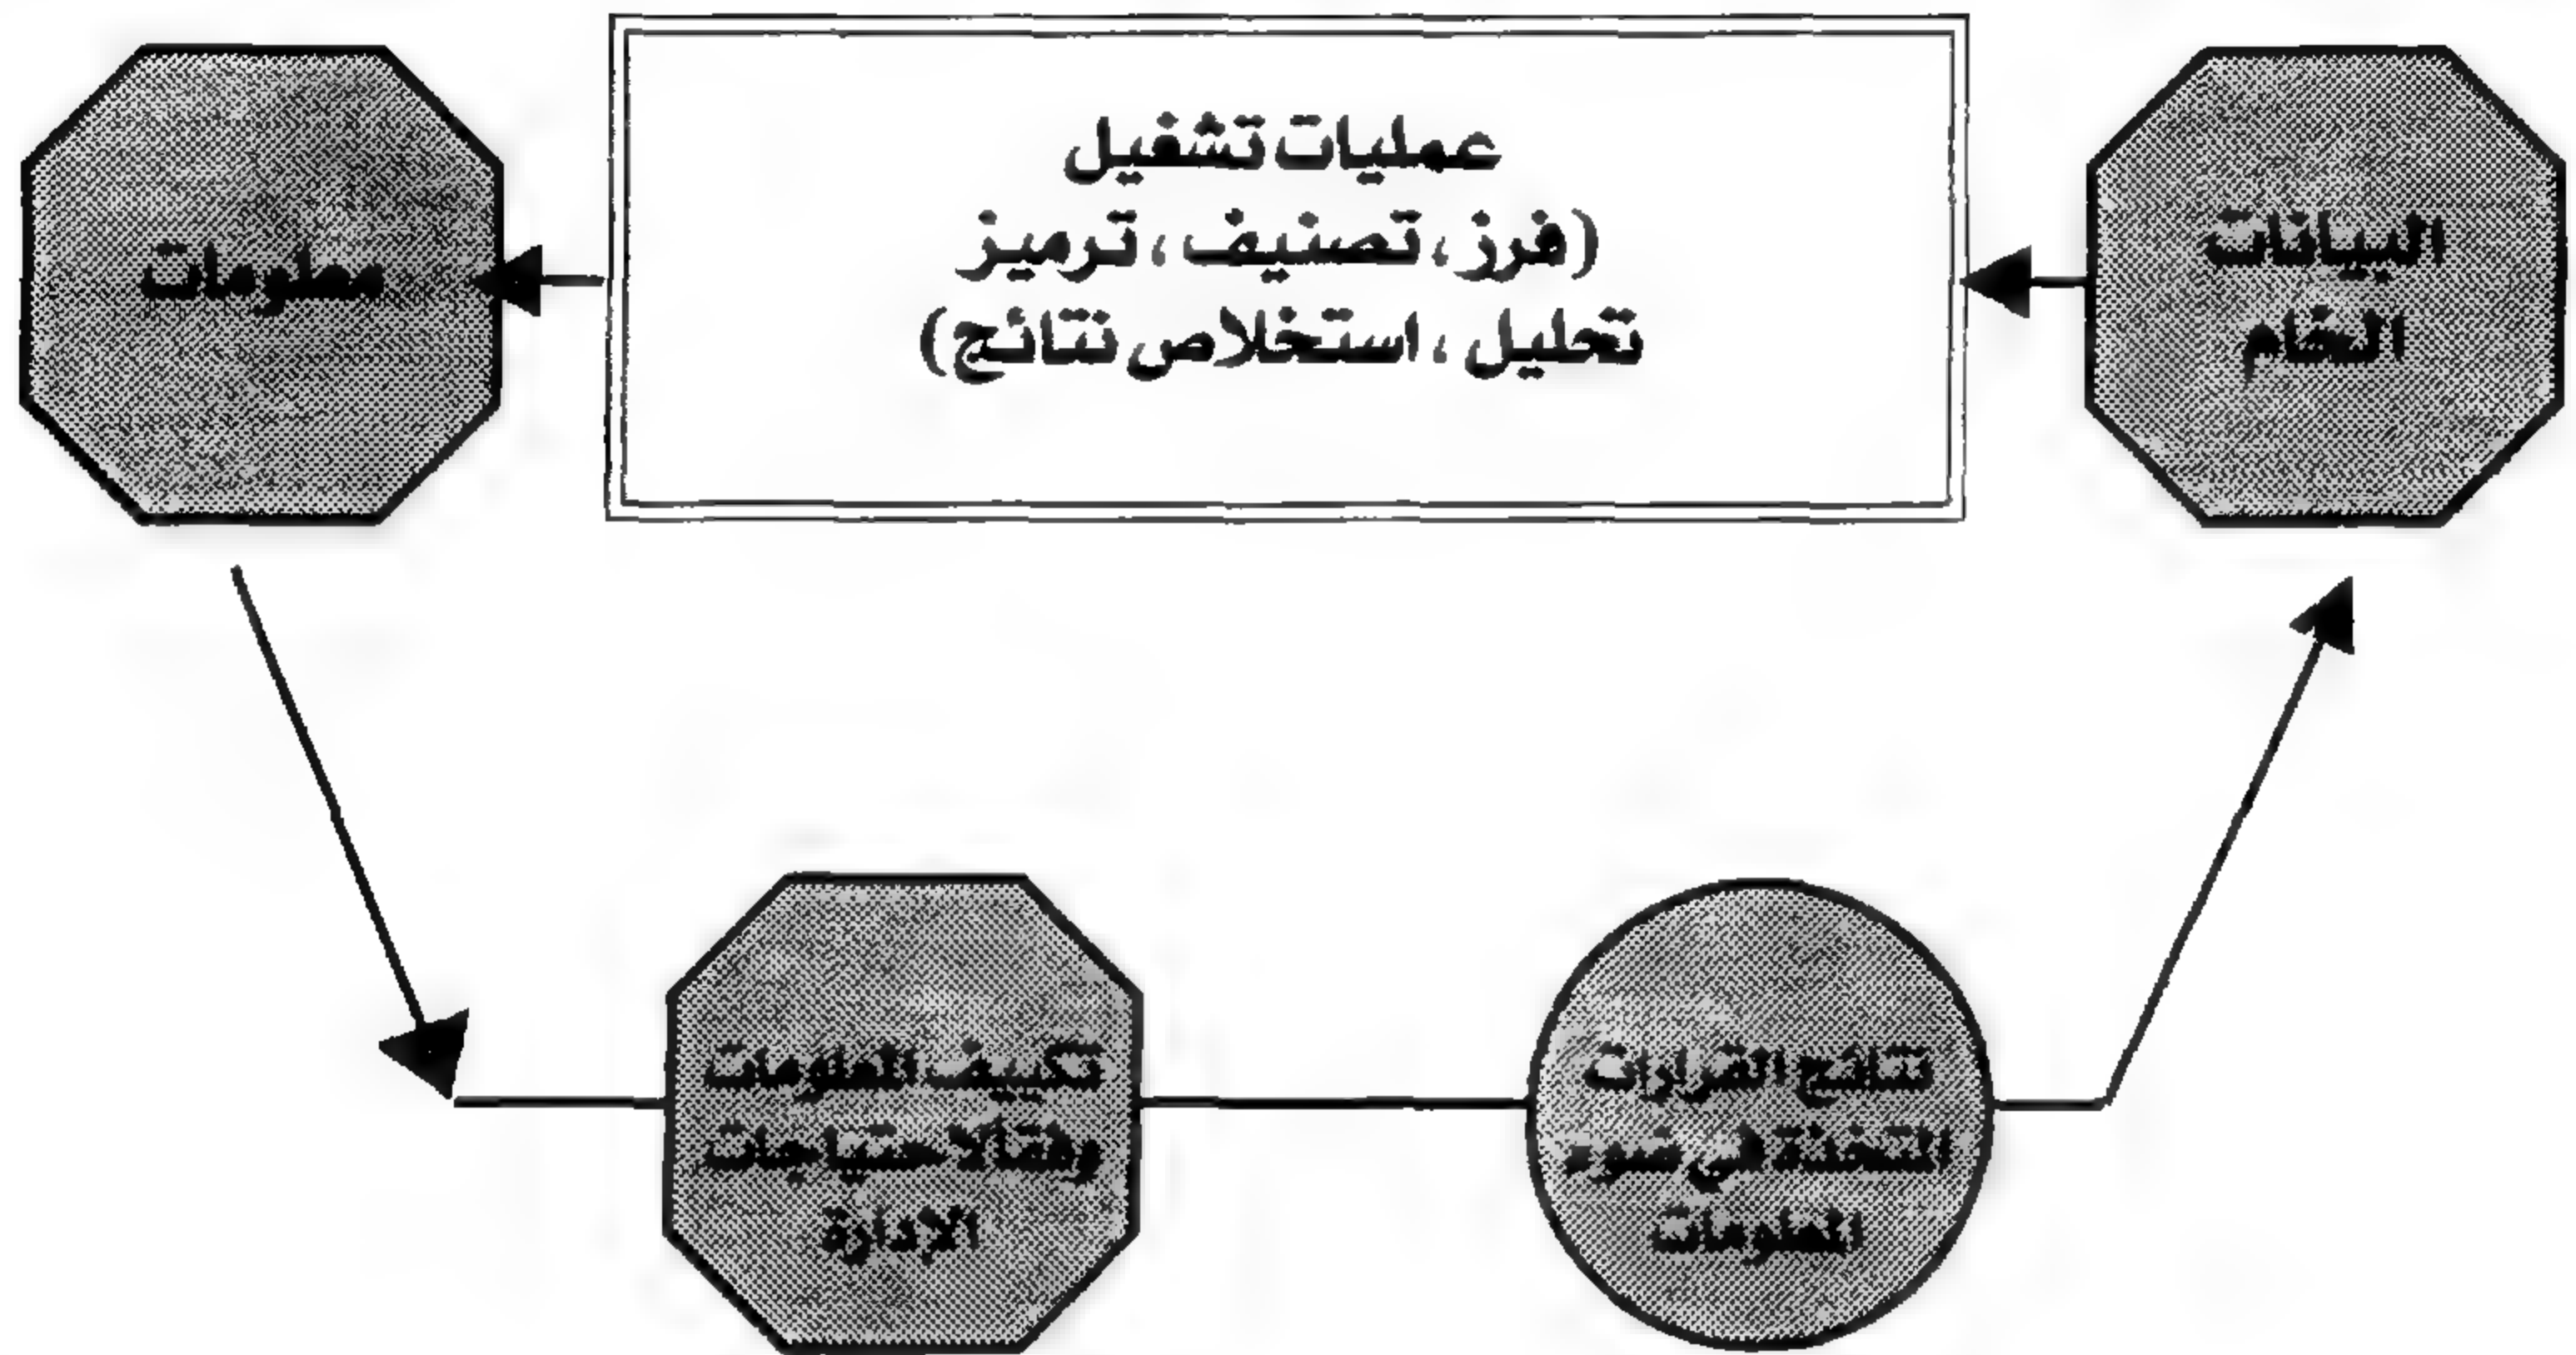 البيانات
الخام
عمليات تشغيل
(فرز، تصنيف، ترميز
تحليل، استخلاص نتائج)
معلومات
تكييف المعلومات
وفقا لاحتياجات
الإدارة
نتائج القرارات
المتخذة في ضوء
المعلومات